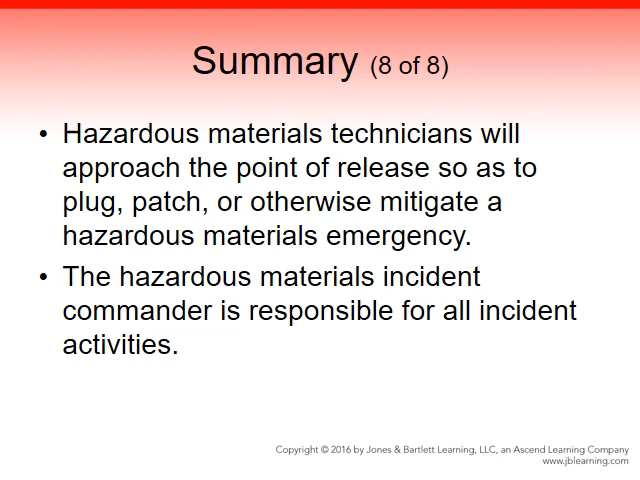 Summary (8 of 8)
• Hazardous materials technicians will
approach the point of release so as to
plug, patch, or otherwise mitigate a
hazardous materials emergency.
• The hazardous materials incident
commander is responsible for all incident
activities.
Copyright © 2016 by Jones & Bartlett Learning, LLC, an Ascend Learning Company
www.jblearning.com